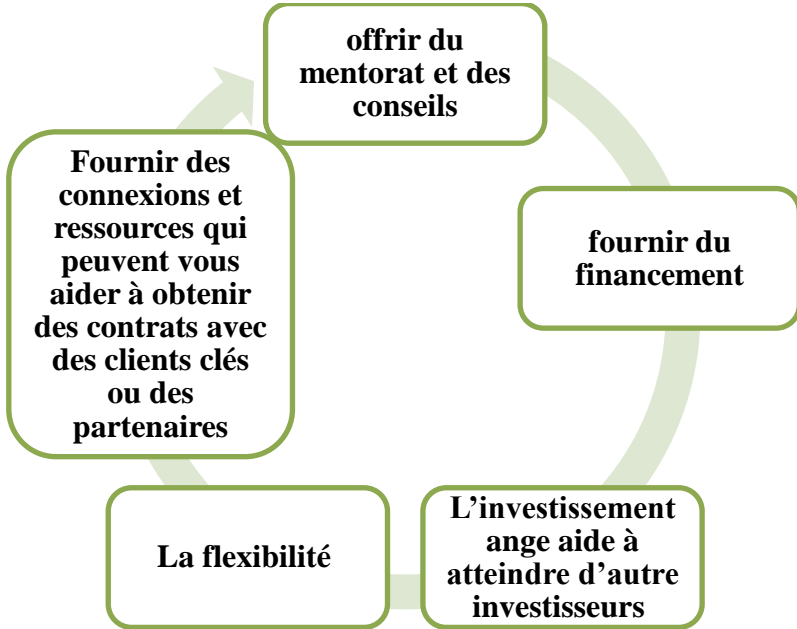 offrir du
mentorat et des
conseils
fournir du
financement
L’investissement
ange aide à
atteindre d’autre
investisseurs
La flexibilité
Fournir des
connexions et
ressources qui
peuvent vous
aider à obtenir
des contrats avec
des clients clés
ou des
partenaires